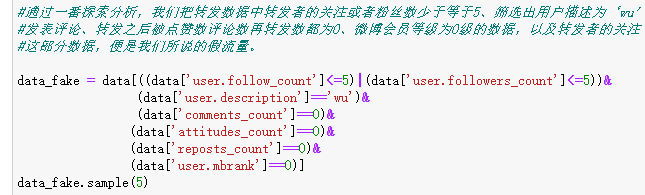 #通过一番探索分析，我们把转发数据中转发者的关注或者粉丝数少于等于5、筛选出用户描述为‘wu’
#发表评论、转发之后被点赞数评论数再转发数都为0、微博会员等级为0级的数据，以及转发者的关注
#这部分数据，便是我们所说的假流量。
data_fake = data[((data['user.follow_count']<=5)|(data['user.followers_count']<=5))&
(data['user.description']=='wu')&
(data['comments_count']==0)&
(data['attitudes_count']==0)&
(data['reposts_count']==0)&
(data['user.mbrank']==0)]
data_fake.sample(5)